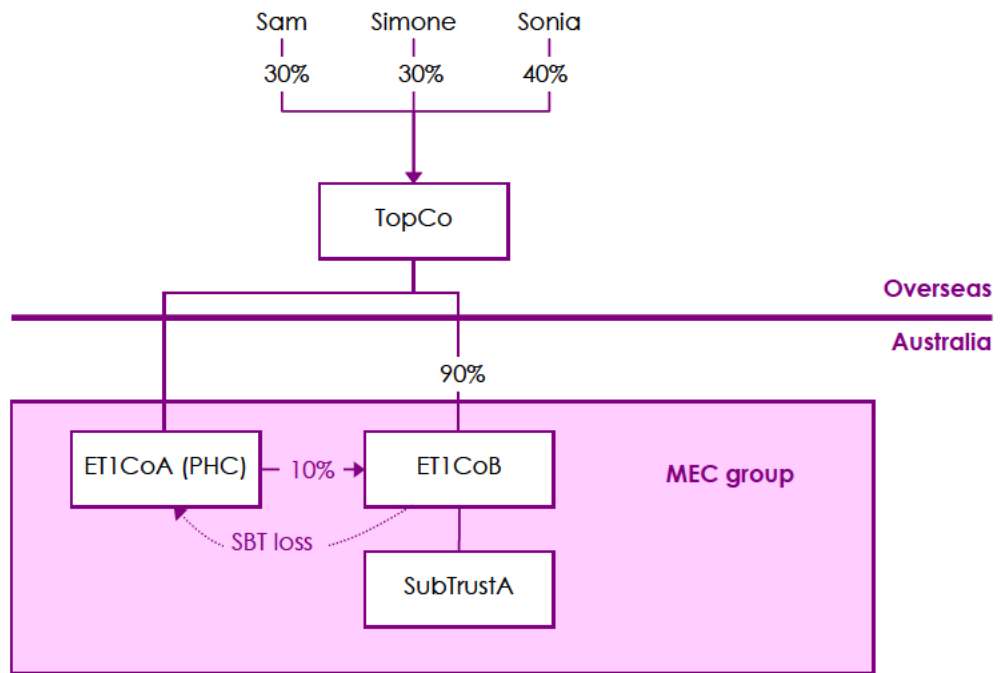 Sam Simone Sonia
30% 30% 40%
TopCo
Overseas
Australia
90%
ET1CoA (PHC) 10% ET1CoB MEC group
SBT loss
SubTrustA